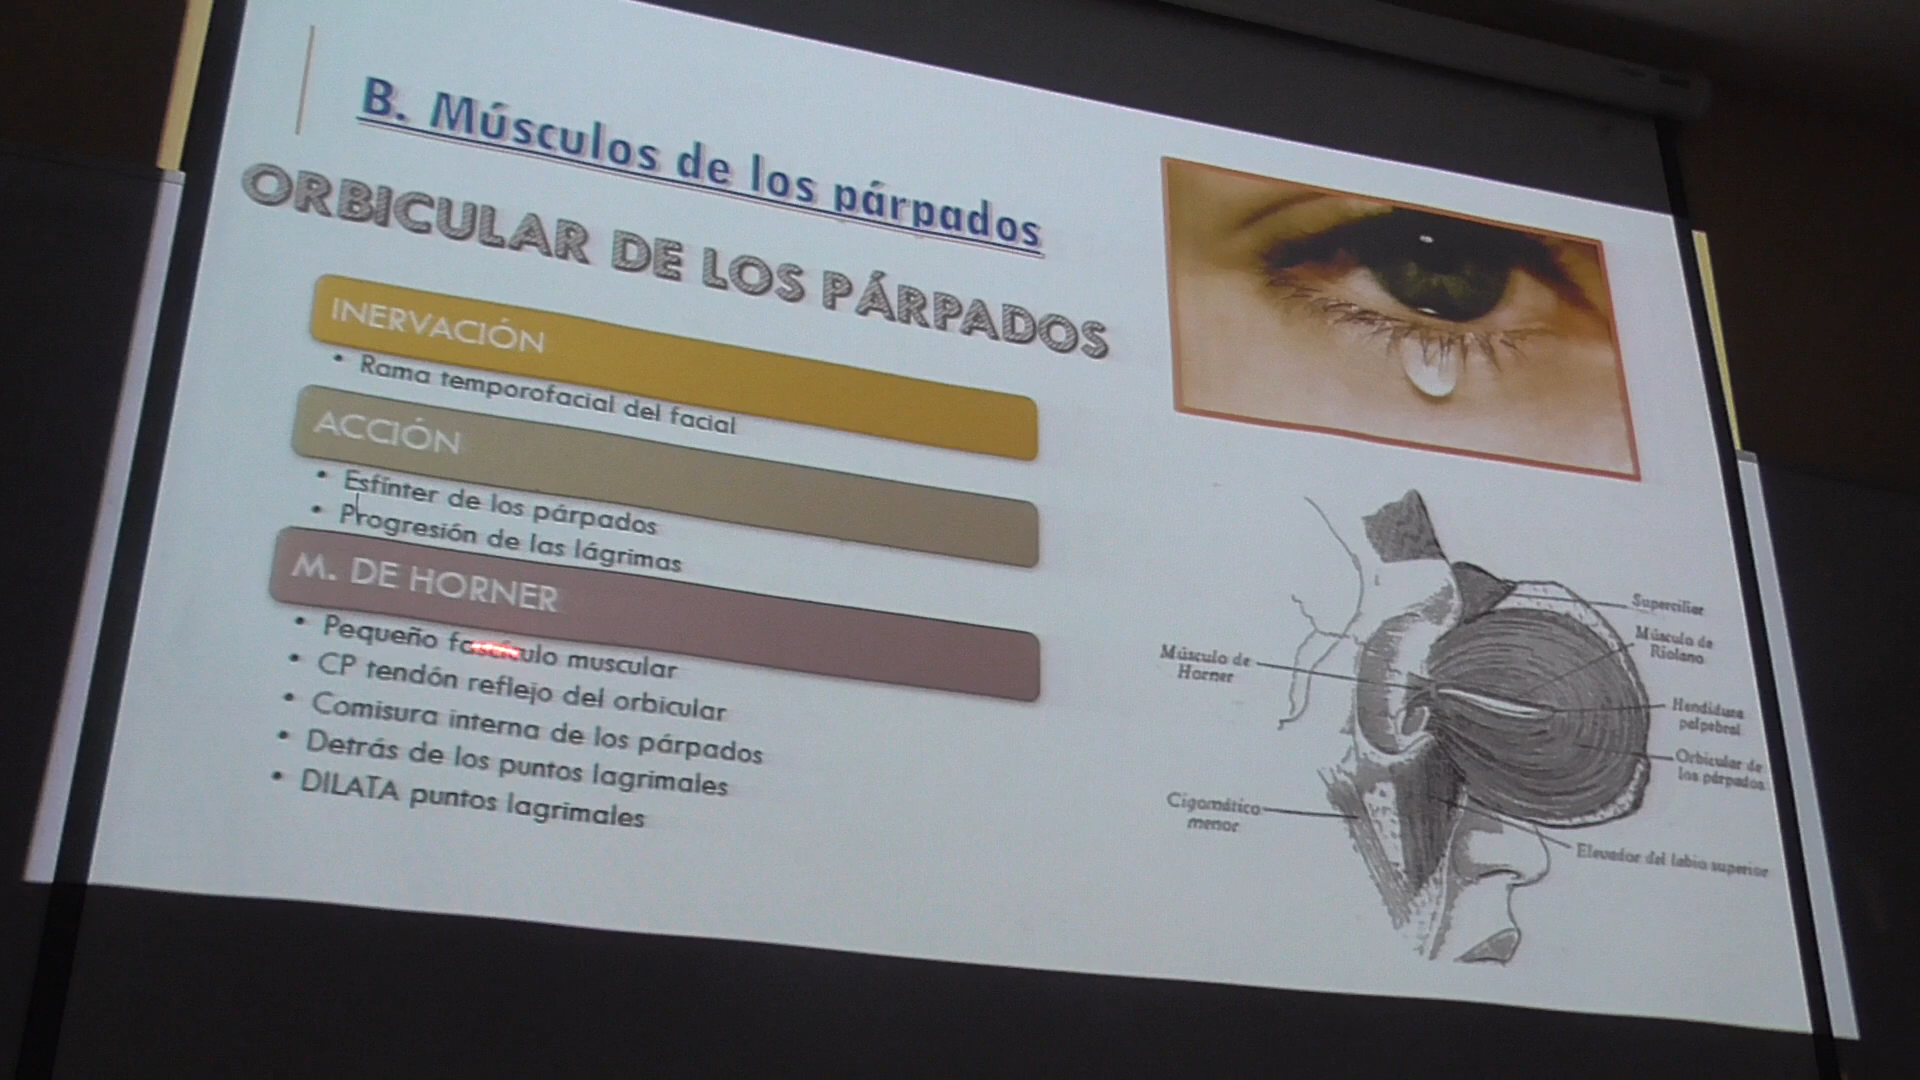 B. Músculos de los párpados
ORBICULAR DE LOS PÁRPADOS
INERVACIÓN
• Rama temporofacial del facial
ACCIÓN
• Esfínter de los párpados
• Progresión de las lágrimas
M. DE HORNER
• Pequeño fascículo muscular
• CP tendón reflejo del orbicular
• Comisura interna de los párpados
• Detrás de los puntos lagrimales
• DILATA puntos lagrimales
Superciliar
Músculo de
Riolano
Músculo de
Horner
Hendidura
palpebral
Orbicular de
los párpados
Cigomático
menor
Elevador del labio superior